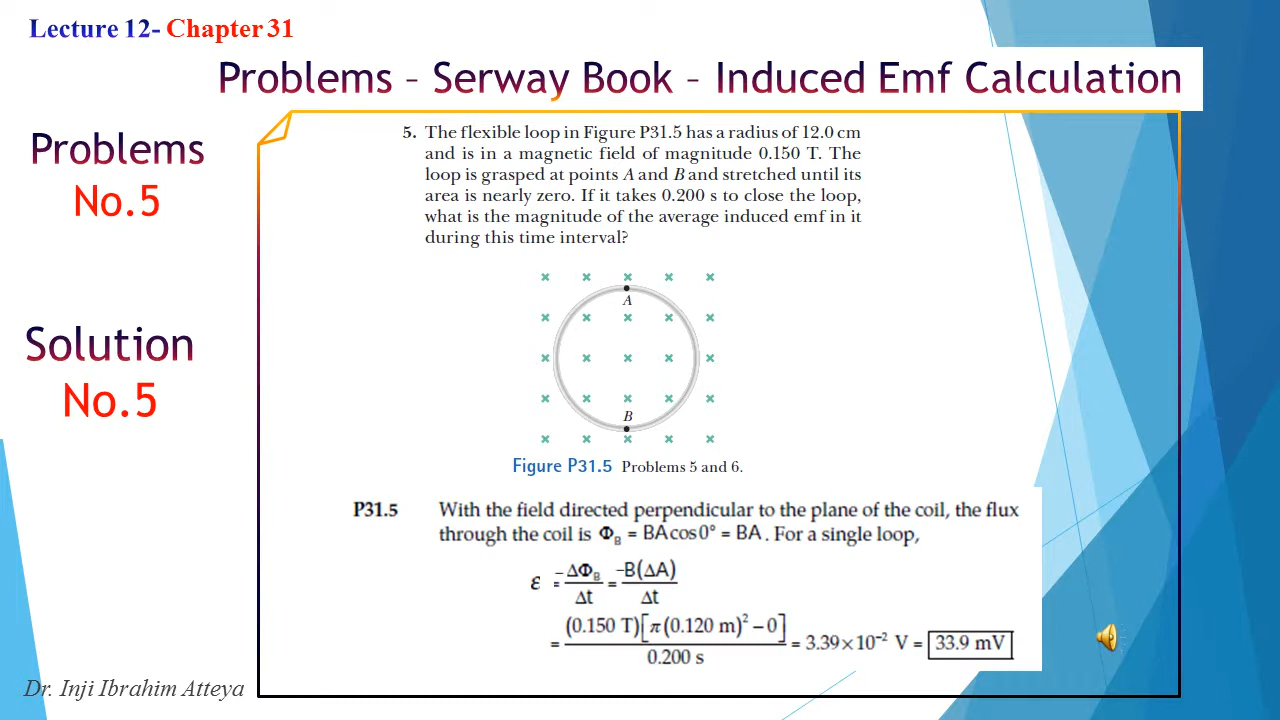 Lecture 12- Chapter 31
Problems – Serway Book – Induced Emf Calculation
Problems
No.5
5. The flexible loop in Figure P31.5 has a radius of 12.0 cm
and is in a magnetic field of magnitude 0.150 T. The
loop is grasped at points A and B and stretched until its
area is nearly zero. If it takes 0.200 s to close the loop,
what is the magnitude of the average induced emf in it
during this time interval?
A
B
Figure P31.5 Problems 5 and 6.
Solution
No.5
P31.5 With the field directed perpendicular to the plane of the coil, the flux
through the coil is Φ_B = BA cos 0° = BA. For a single loop,
ε = -ΔΦ_B/Δt = -B(ΔA)/Δt
= (0.150 T)[π(0.120 m)² – 0]/0.200 s = 3.39×10⁻² V = 33.9 mV
Dr. Inji Ibrahim Atteya